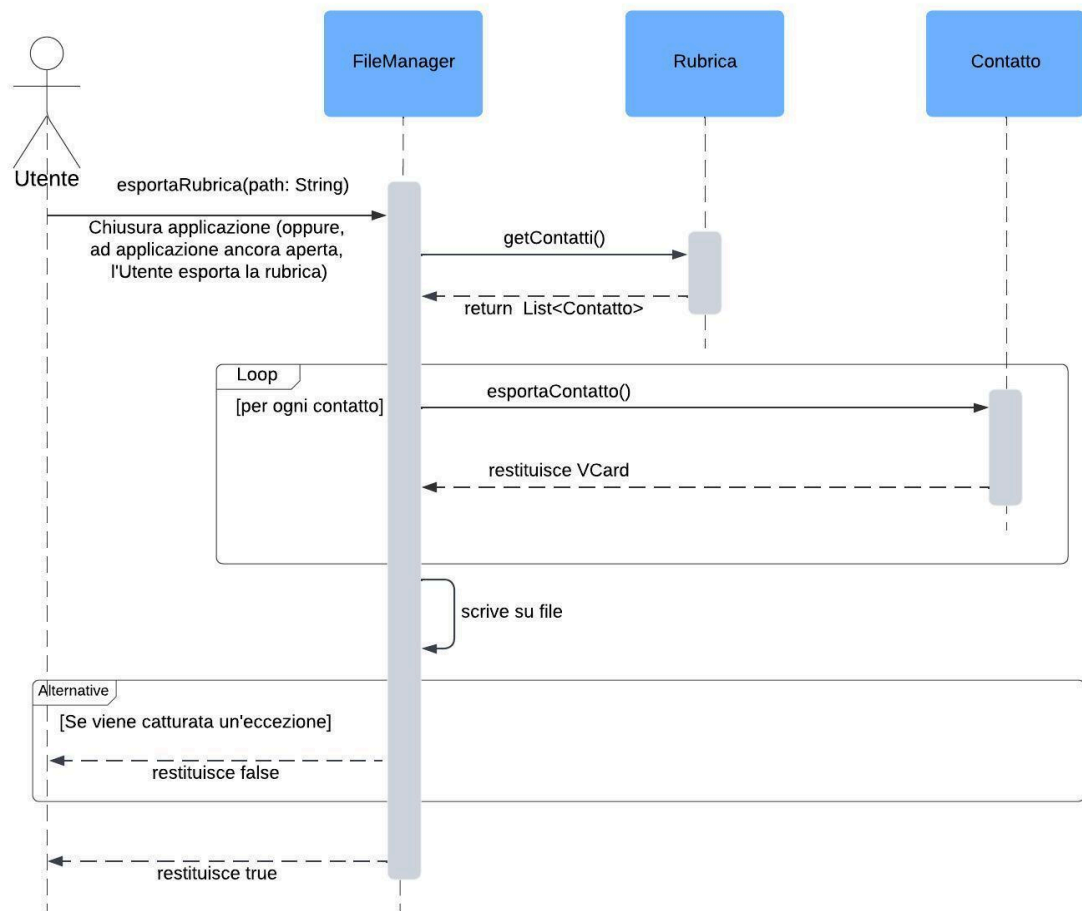 FileManager
Rubrica
Contatto
Utente
esportaRubrica(path: String)
Chiusura applicazione (oppure,
ad applicazione ancora aperta,
l'Utente esporta la rubrica)
getContatti()
return List<Contatto>
Loop
[per ogni contatto]
esportaContatto()
restituisce VCard
scrive su file
Alternative
[Se viene catturata un'eccezione]
restituisce false
restituisce true